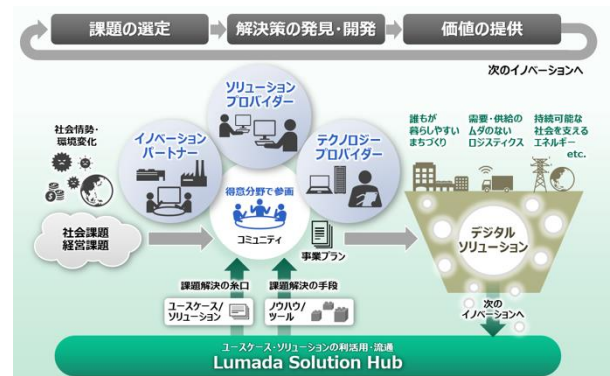 課題の選定
解決策の発見・開発
価値の提供
次のイノベーションへ
社会情勢・
環境変化
イノベーション
パートナー
ソリューション
プロバイダー
テクノロジー
プロバイダー
誰もが
暮らしやすい
まちづくり
需要・供給の
ムダのない
ロジスティクス
持続可能な
社会を支える
エネルギー
etc.
得意分野で参画
コミュニティ
社会課題
経営課題
事業プラン
デジタル
ソリューション
課題解決の糸口
課題解決の手段
ユースケース/
ソリューション
ノウハウ/
ツール
次の
イノベーションへ
ユースケース・ソリューションの利活用・流通
Lumada Solution Hub